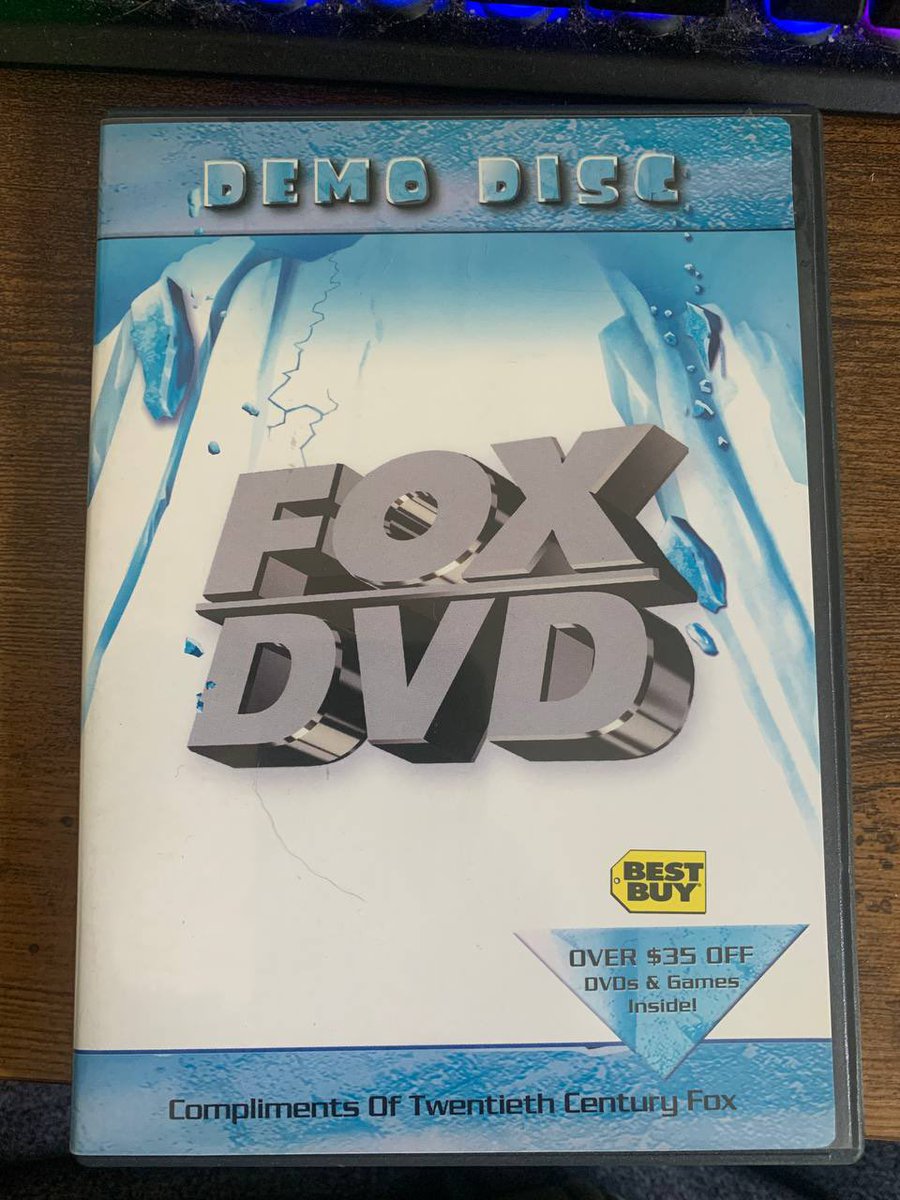 DEMO DISC
FOX
DVD
BEST
BUY®
OVER $35 OFF
DVDs & Games
Inside!
Compliments Of Twentieth Century Fox